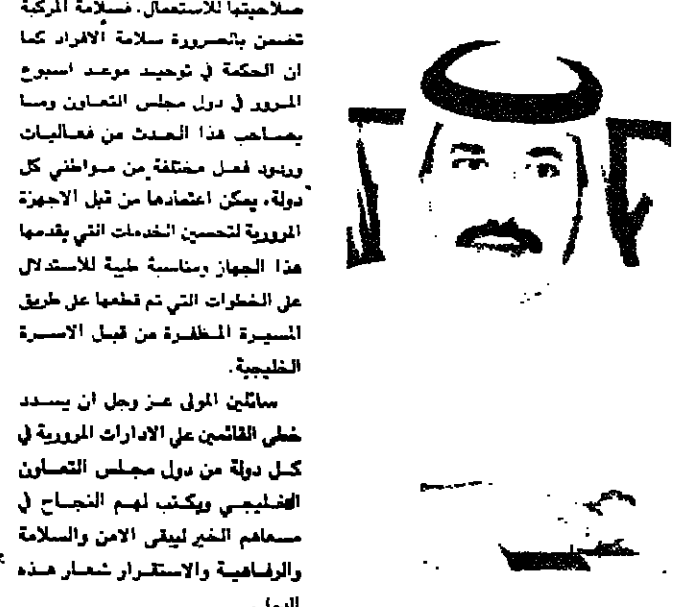 صلاحيتها للاستعمال. فسلامة المركبة
تضمن بالضرورة سلامة الافراد كما
ان الحكمة في توحيد موعد اسبوع
المرور في دول مجلس التعاون وما
يصاحب هذا الحدث من فعاليات
وردود فعل مختلفة من مواطني كل
دولة، يمكن اعتمادها من قبل الاجهزة
المرورية لتحسين الخدمات التي يقدمها
هذا الجهاز ومناسبة طيبة للأستدلال
على الخطوات التي تم قطعها على طريق
المسيرة المظفرة من قبل الاسرة
الخليجية.
سائلين المولى عز وجل ان يسدد
خطى القائمين على الادارات المرورية في
كل دولة من دول مجلس التعاون
الخليجي ويكتب لهم النجاح في
مسعاهم الخير ليبقى الامن والسلامة
والرفاهية والاستقرار شعار هذه
الدول.